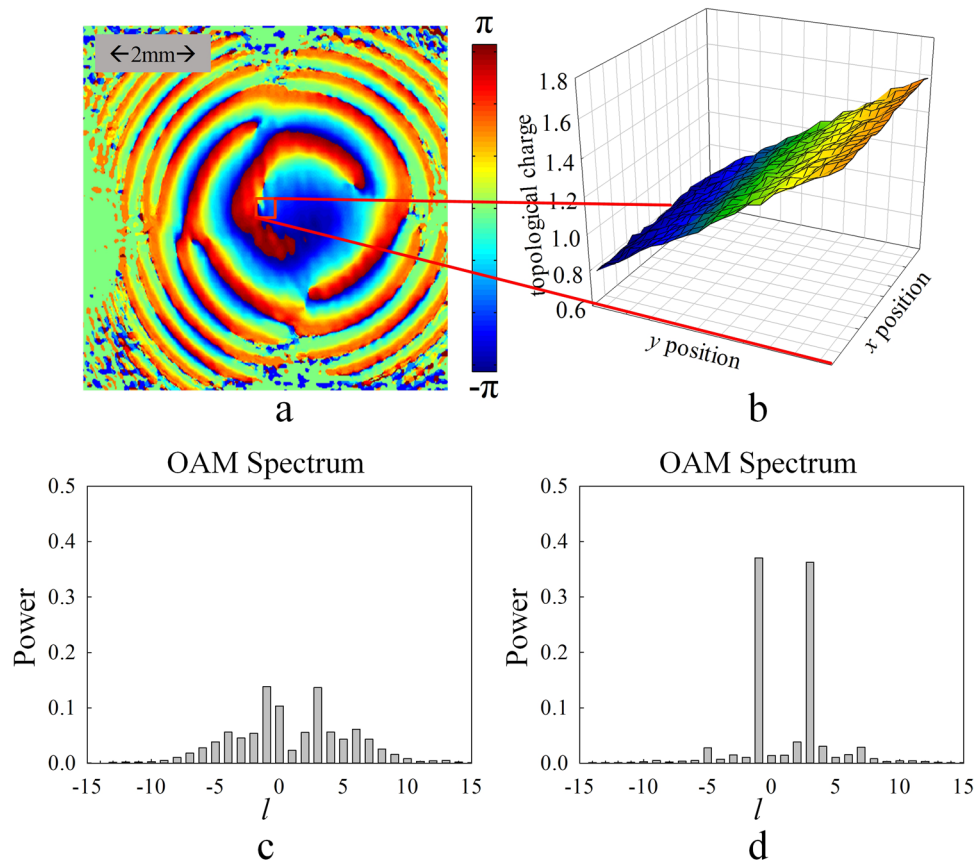 ←2mm→
π
-π
a
1.8
1.6
1.4
1.2
1.0
0.8
0.6
topological charge
y position
x position
b
OAM Spectrum
0.5
0.4
0.3
0.2
0.1
0.0
Power
-15 -10 -5 0 5 10 15
l
c
OAM Spectrum
0.5
0.4
0.3
0.2
0.1
0.0
Power
-15 -10 -5 0 5 10 15
l
d